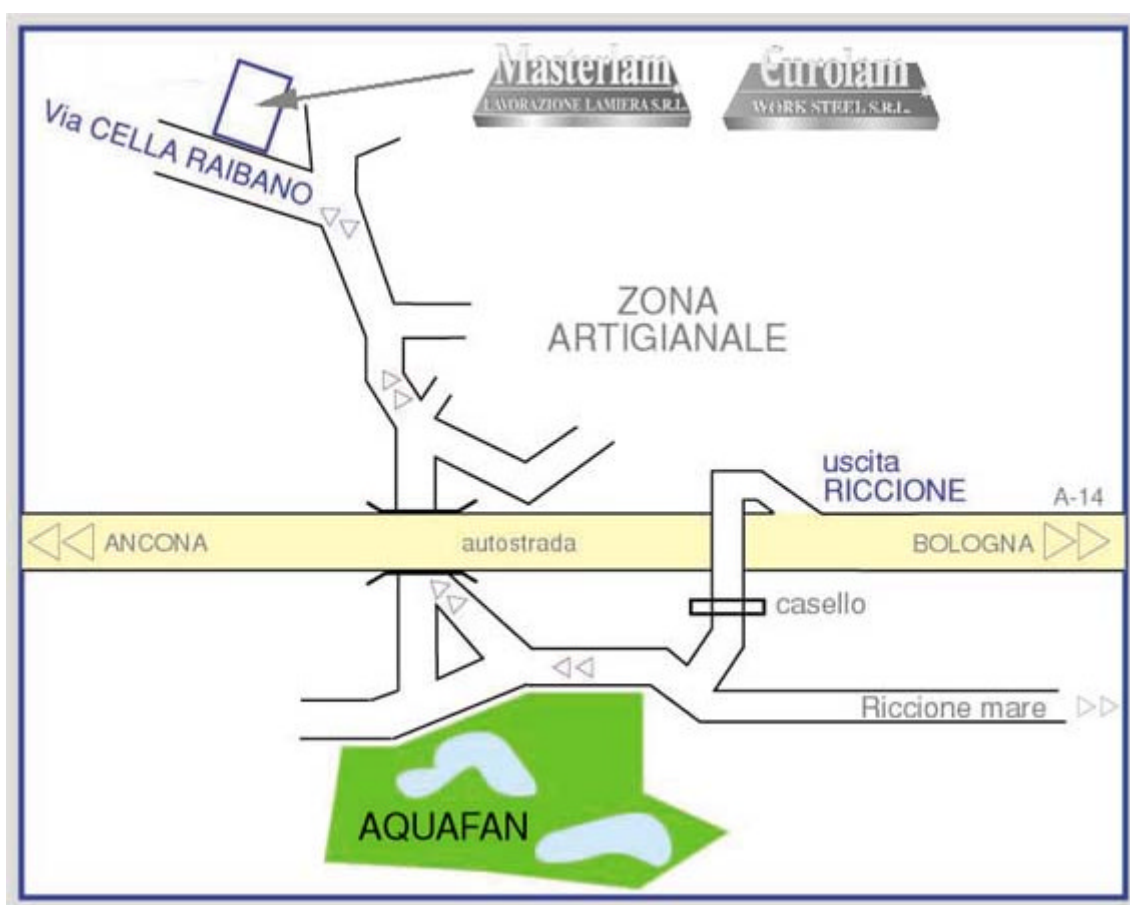 Masterlam
LAVORAZIONE LAMIERA S.R.L.
Eurolam
WORK STEEL S.R.L.
Via CELLA RAIBANO
ZONA
ARTIGIANALE
uscita
RICCIONE
A-14
ANCONA
autostrada
BOLOGNA
casello
Riccione mare
AQUAFAN